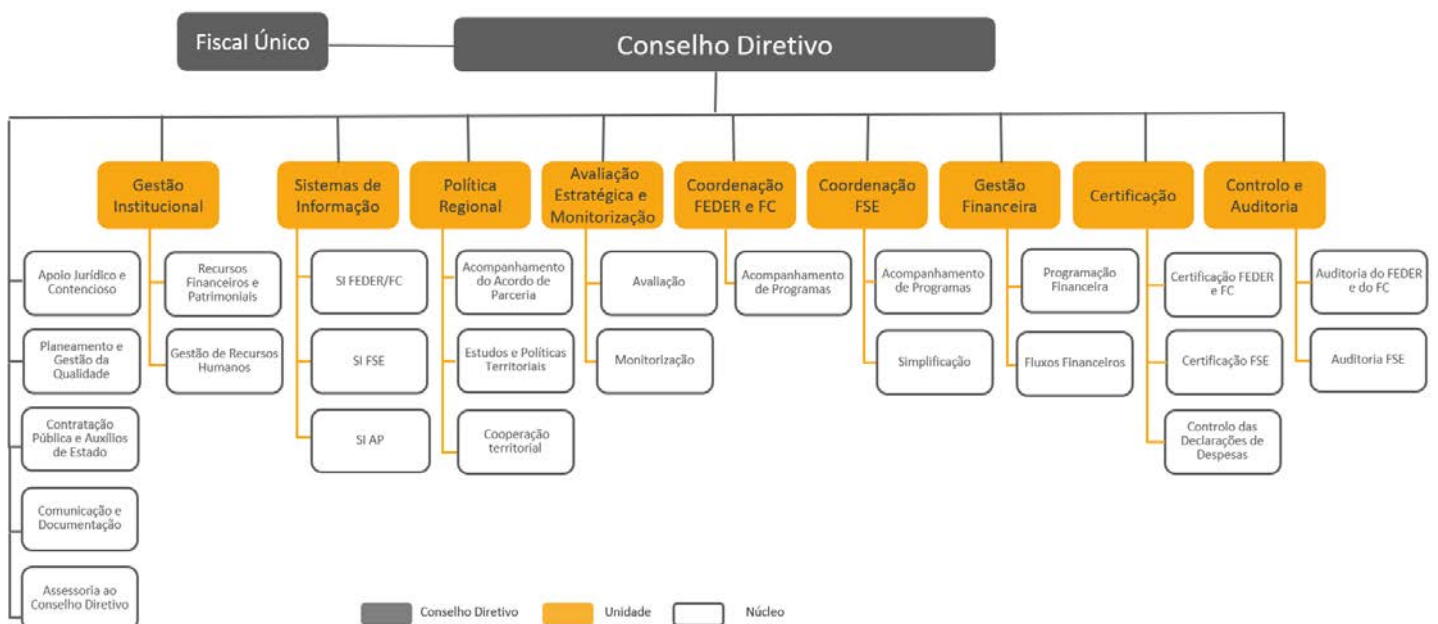 Fiscal Único
Conselho Diretivo
Gestão
Institucional
Sistemas de
Informação
Política
Regional
Avaliação
Estratégica e
Monitorização
Coordenação
FEDER e FC
Coordenação
FSE
Gestão
Financeira
Certificação
Controlo e
Auditoria
Apoio Jurídico e
Contencioso
Planeamento e
Gestão da
Qualidade
Contratação
Pública e Auxílios
de Estado
Comunicação e
Documentação
Assessoria ao
Conselho Diretivo
Recursos
Financeiros e
Patrimoniais
Gestão de Recursos
Humanos
SI FEDER/FC
SI FSE
SI AP
Acompanhamento
do Acordo de
Parceria
Estudos e Políticas
Territoriais
Cooperação
territorial
Avaliação
Monitorização
Acompanhamento
de Programas
Acompanhamento
de Programas
Simplificação
Programação
Financeira
Fluxos Financeiros
Certificação FEDER
e FC
Certificação FSE
Controlo das
Declarações de
Despesas
Auditoria do FEDER
e do FC
Auditoria FSE
Conselho Diretivo
Unidade
Núcleo